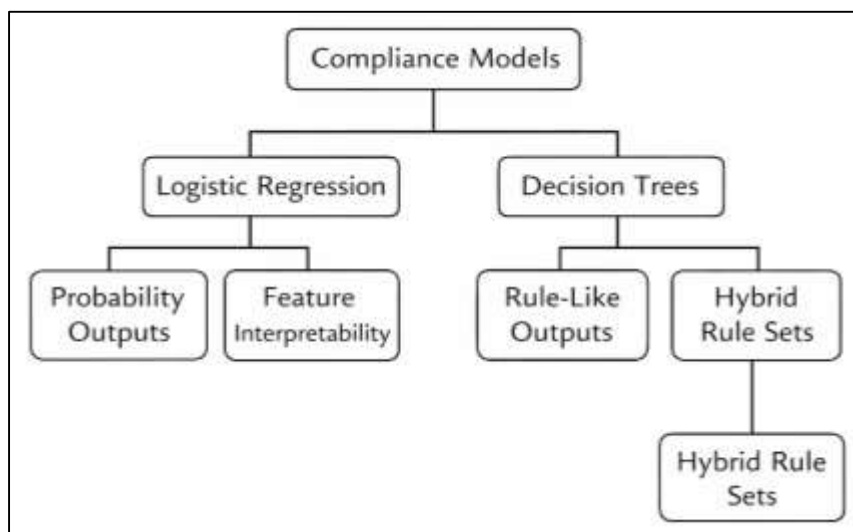 Compliance Models
Logistic Regression
Decision Trees
Probability
Outputs
Feature
Interpretability
Rule-Like
Outputs
Hybrid
Rule Sets
Hybrid Rule
Sets